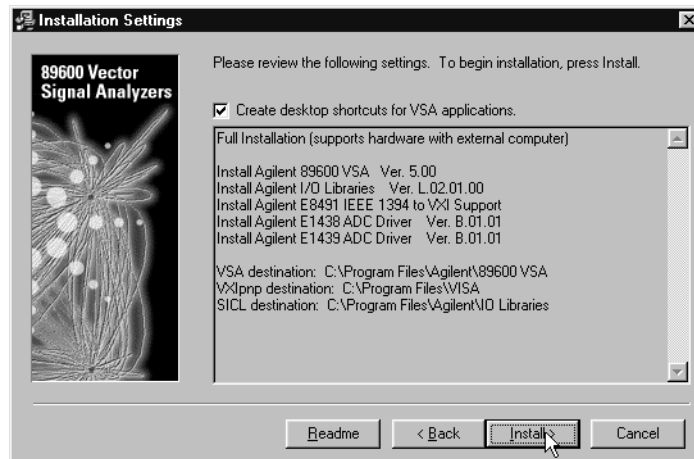 Installation Settings
89600 Vector
Signal Analyzers
Please review the following settings. To begin installation, press Install.
Create desktop shortcuts for VSA applications.
Full Installation (supports hardware with external computer)
Install Agilent 89600 VSA Ver. 5.00
Install Agilent I/O Libraries Ver. L.02.01.00
Install Agilent E8491 IEEE 1394 to VXI Support
Install Agilent E1438 ADC Driver Ver. B.01.01
Install Agilent E1439 ADC Driver Ver. B.01.01
VSA destination: C:\Program Files\Agilent\89600 VSA
VXIpnp destination: C:\Program Files\VISA
SICL destination: C:\Program Files\Agilent\IO Libraries
Readme
< Back
Install >
Cancel